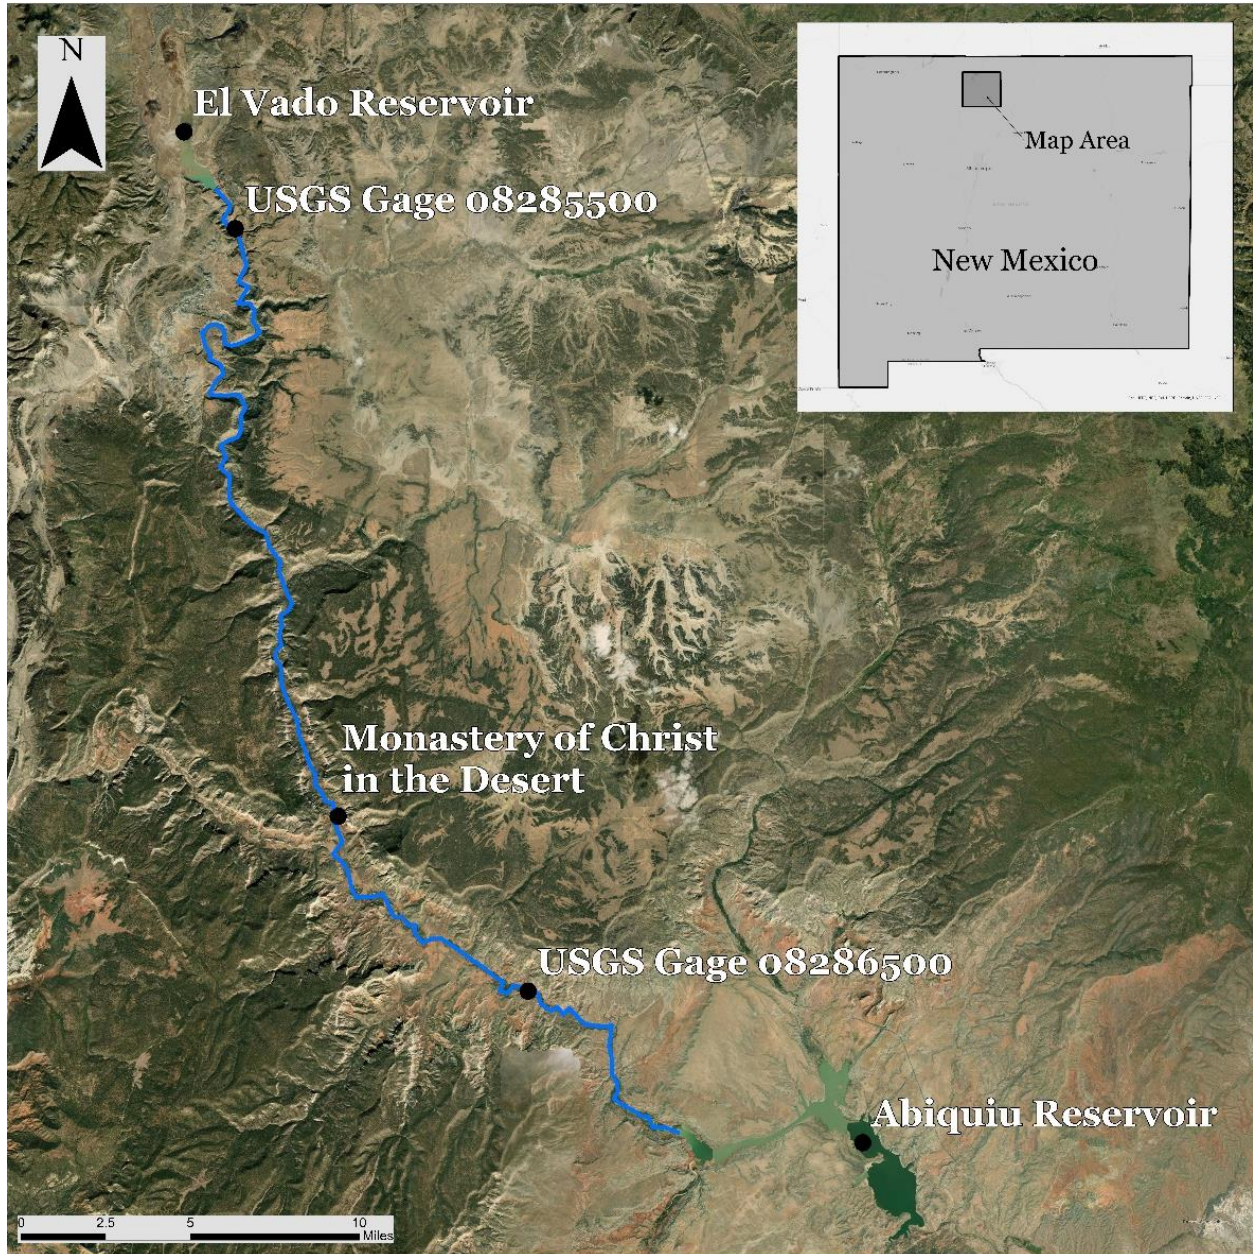 N
El Vado Reservoir
USGS Gage 08285500
Map Area
New Mexico
Monastery of Christ
in the Desert
USGS Gage 08286500
Abiquiu Reservoir
0 2.5 5 10
Miles